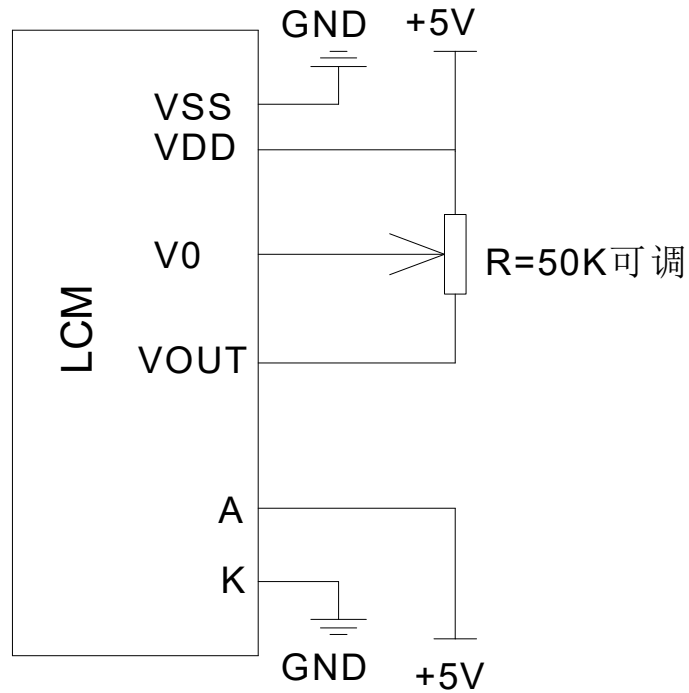 GND +5V
VSS
VDD
V0
R=50K可调
LCM
VOUT
A
K
GND
+5V